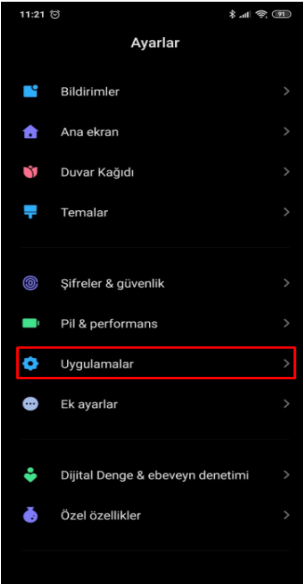 11:21
91
Ayarlar
Bildirimler
Ana ekran
Duvar Kağıdı
Temalar
Şifreler & güvenlik
Pil & performans
Uygulamalar
Ek ayarlar
Dijital Denge & ebeveyn denetimi
Özel özellikler